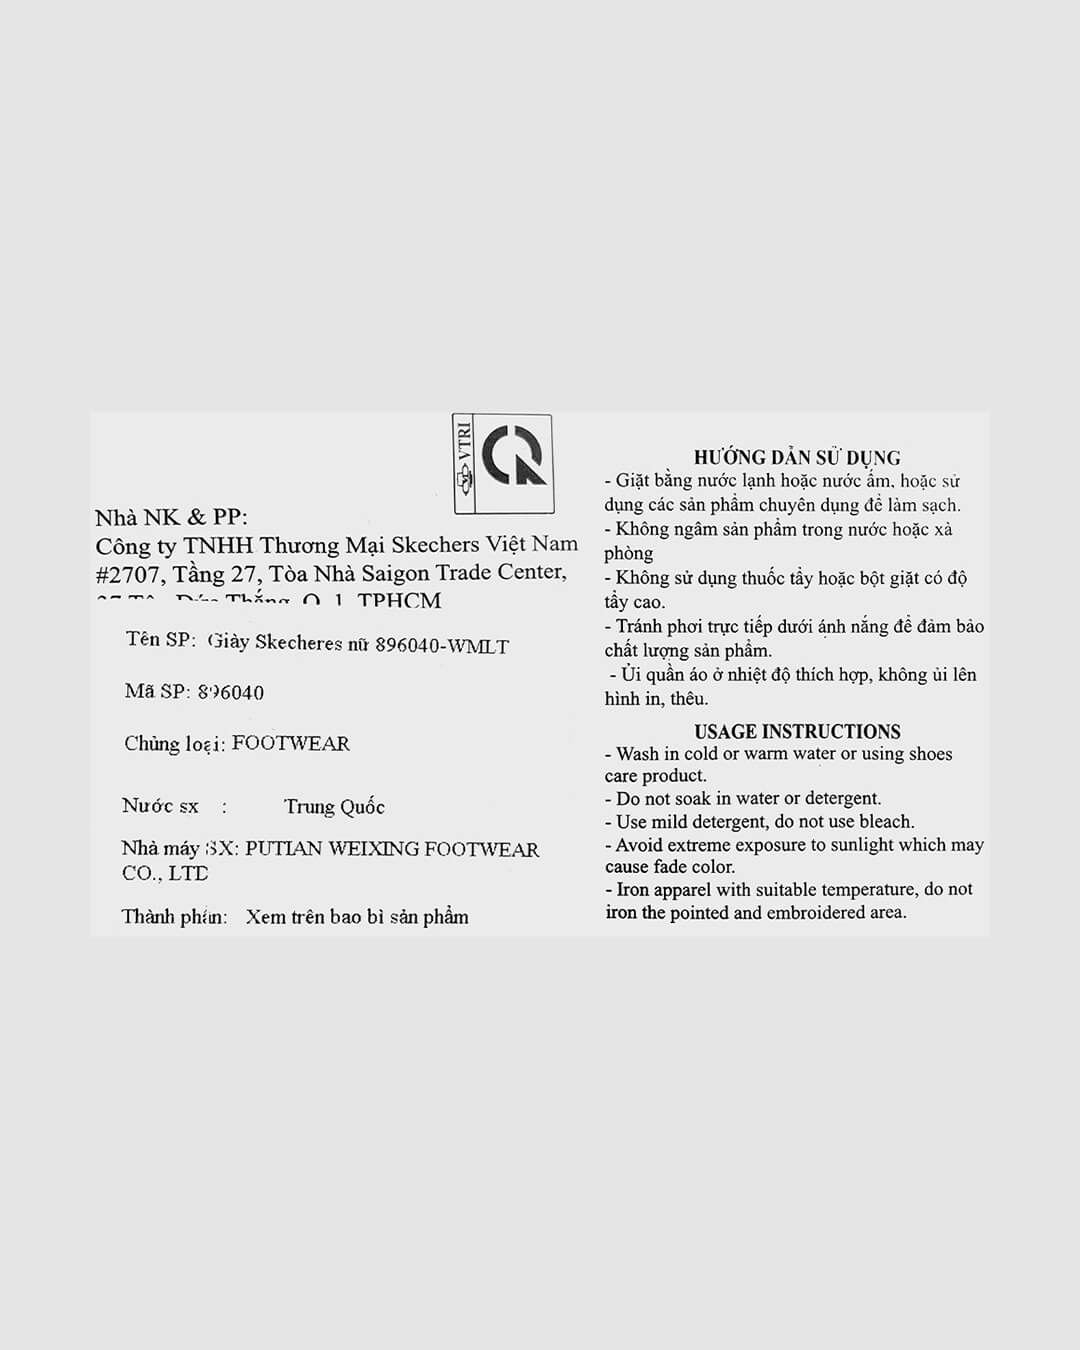 VTRI
Nhà NK & PP:
Công ty TNHH Thương Mại Skechers Việt Nam
#2707, Tầng 27, Tòa Nhà Saigon Trade Center,
Thắng, Q. 1, TPHCM
Tên SP: Giày Skecheres nữ 896040-WMLT
Mã SP: 896040
Chủng loại: FOOTWEAR
Nước sx : Trung Quốc
Nhà máy SX: PUTIAN WEIXING FOOTWEAR
CO., LTD
Thành phần: Xem trên bao bì sản phẩm
HƯỚNG DẪN SỬ DỤNG
- Giặt bằng nước lạnh hoặc nước ấm, hoặc sử
dụng các sản phẩm chuyên dụng để làm sạch.
- Không ngâm sản phẩm trong nước hoặc xà
phòng
- Không sử dụng thuốc tẩy hoặc bột giặt có độ
tẩy cao.
- Tránh phơi trực tiếp dưới ánh nắng để đảm bảo
chất lượng sản phẩm.
- Ủi quần áo ở nhiệt độ thích hợp, không ủi lên
hình in, thêu.
USAGE INSTRUCTIONS
- Wash in cold or warm water or using shoes
care product.
- Do not soak in water or detergent.
- Use mild detergent, do not use bleach.
- Avoid extreme exposure to sunlight which may
cause fade color.
- Iron apparel with suitable temperature, do not
iron the pointed and embroidered area.